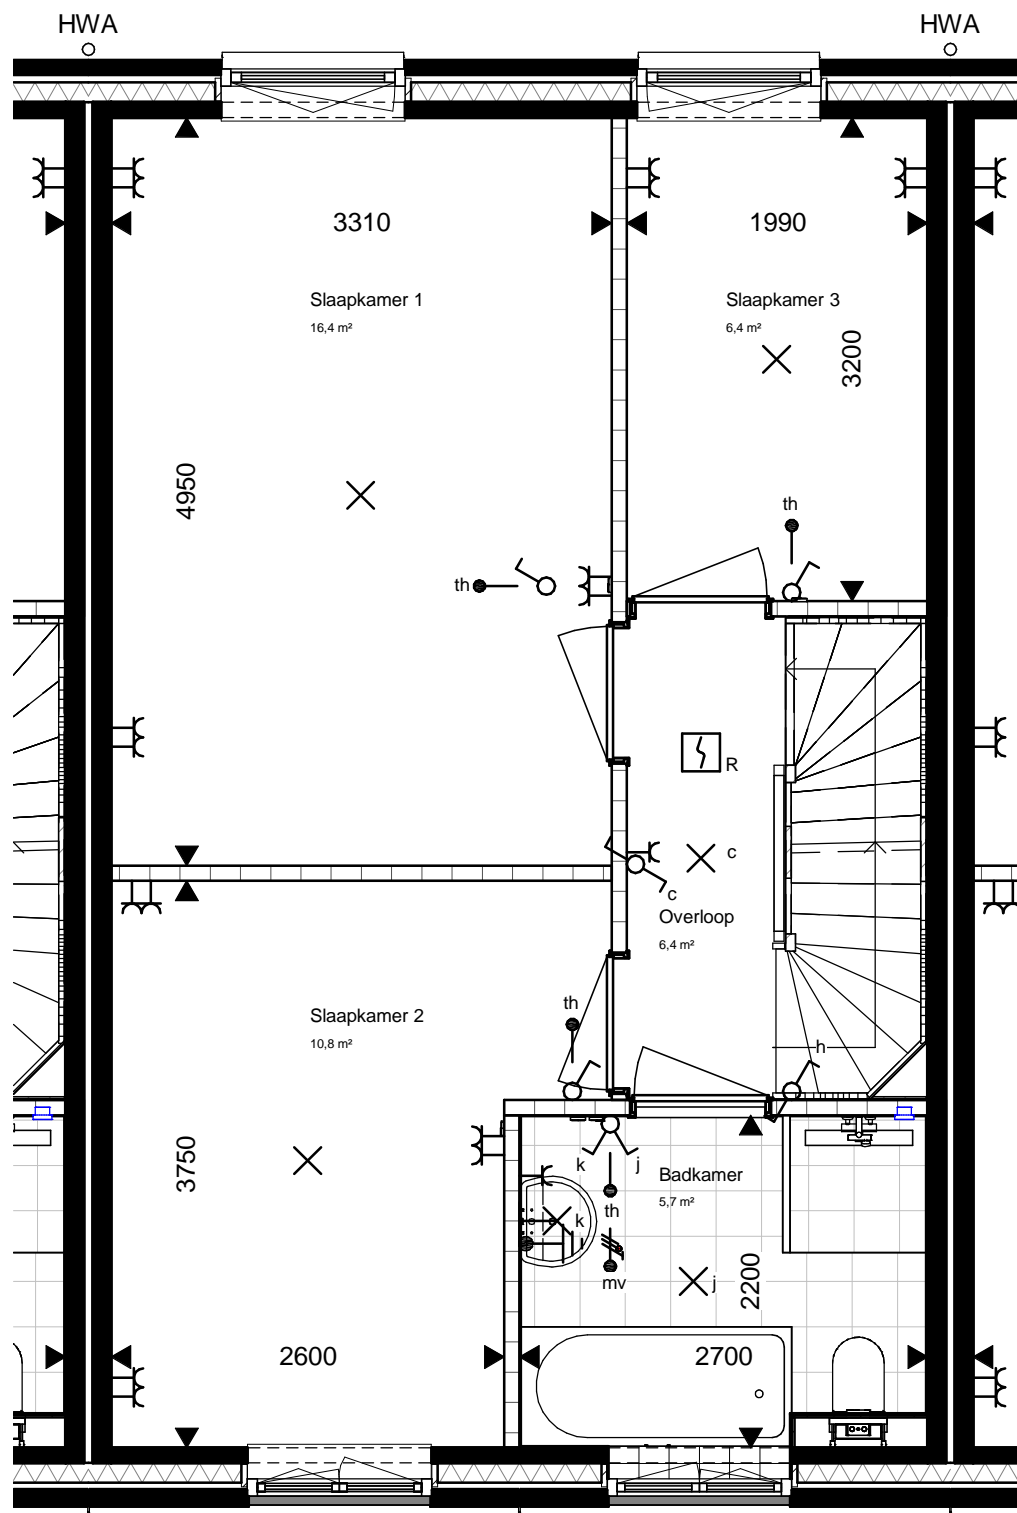 HWA HWA
3310 1990
Slaapkamer 1 Slaapkamer 3
16,4 m² 6,4 m²
3200
4950
th
th
R
c
c
Overloop
6,4 m²
th
Slaapkamer 2
10,8 m²
h
k j
Badkamer
3750
5,7 m²
th
k
mv
j
2200
2600 2700